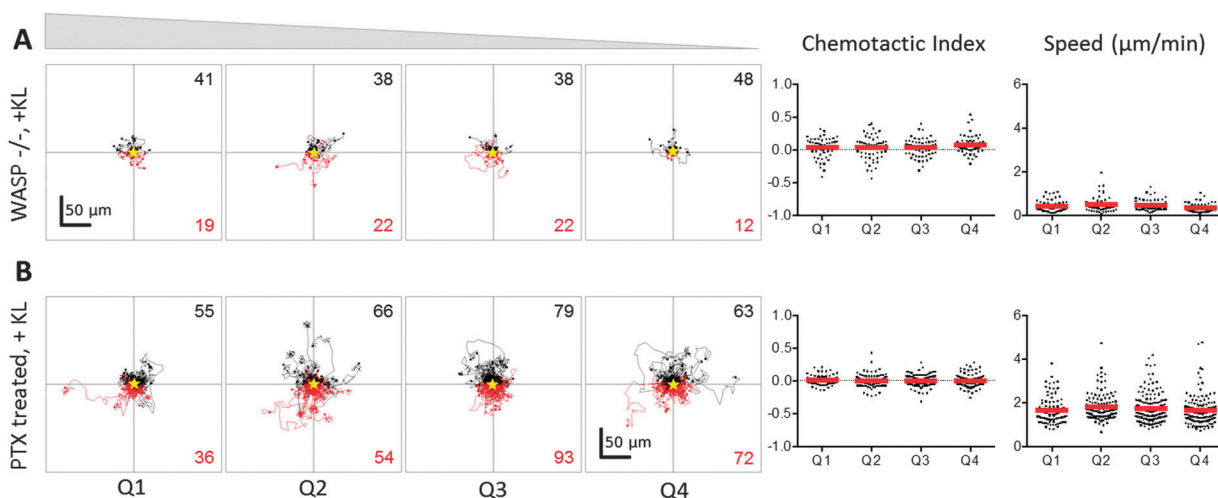 A
WASP -/-, +KL
41
19
50 µm
38
22
38
22
48
12
Chemotactic Index
1.0
0.5
0.0
-0.5
-1.0
Q1 Q2 Q3 Q4
Speed (µm/min)
6
4
2
0
Q1 Q2 Q3 Q4
B
PTX treated, + KL
55
36
66
54
79
93
63
72
50 µm
Q1 Q2 Q3 Q4
1.0
0.5
0.0
-0.5
-1.0
Q1 Q2 Q3 Q4
6
4
2
0
Q1 Q2 Q3 Q4